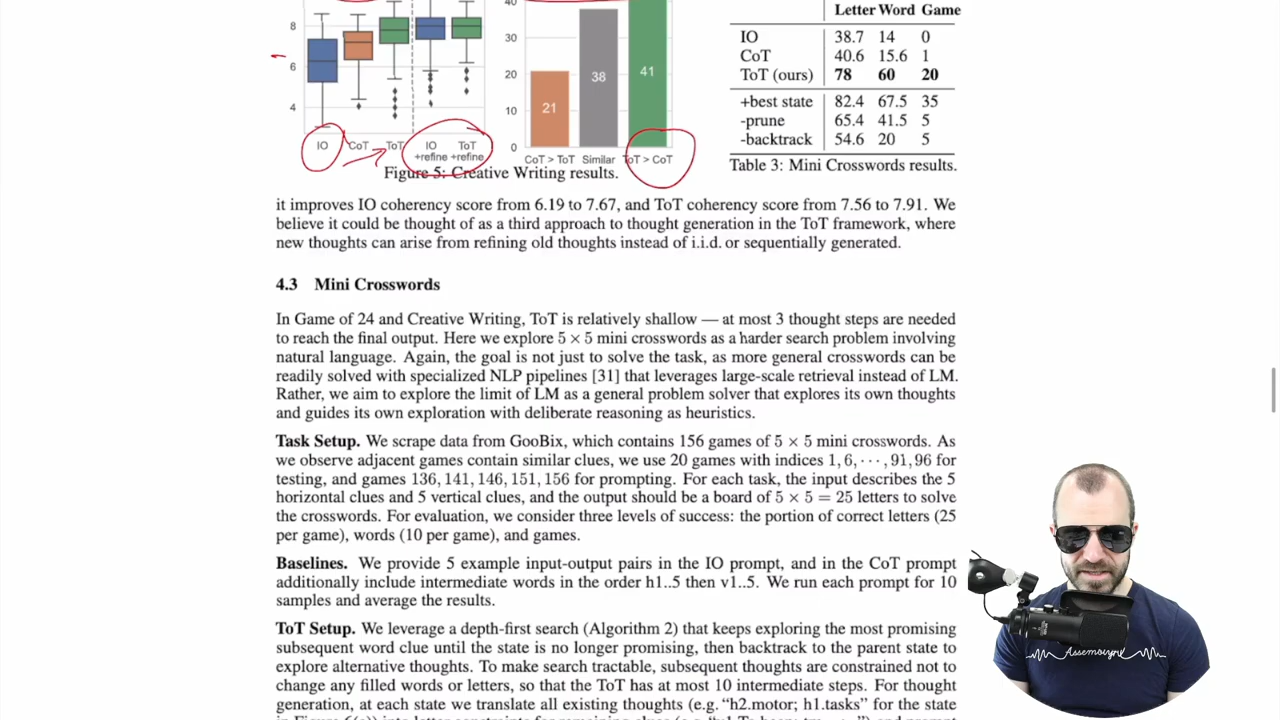 8
6
4
IO CoT ToT IO ToT
+refine +refine
40
30
20
10
0
21
38
41
CoT > ToT Similar ToT > CoT
Figure 5: Creative Writing results.
Letter Word Game
IO 38.7 14 0
CoT 40.6 15.6 1
ToT (ours) 78 60 20
+best state 82.4 67.5 35
-prune 65.4 41.5 5
-backtrack 54.6 20 5
Table 3: Mini Crosswords results.
it improves IO coherency score from 6.19 to 7.67, and ToT coherency score from 7.56 to 7.91. We
believe it could be thought of as a third approach to thought generation in the ToT framework, where
new thoughts can arise from refining old thoughts instead of i.i.d. or sequentially generated.
4.3 Mini Crosswords
In Game of 24 and Creative Writing, ToT is relatively shallow — at most 3 thought steps are needed
to reach the final output. Here we explore 5 × 5 mini crosswords as a harder search problem involving
natural language. Again, the goal is not just to solve the task, as more general crosswords can be
readily solved with specialized NLP pipelines [31] that leverages large-scale retrieval instead of LM.
Rather, we aim to explore the limit of LM as a general problem solver that explores its own thoughts
and guides its own exploration with deliberate reasoning as heuristics.
Task Setup. We scrape data from GooBix, which contains 156 games of 5 × 5 mini crosswords. As
we observe adjacent games contain similar clues, we use 20 games with indices 1, 6, ··· , 91, 96 for
testing, and games 136, 141, 146, 151, 156 for prompting. For each task, the input describes the 5
horizontal clues and 5 vertical clues, and the output should be a board of 5 × 5 = 25 letters to solve
the crosswords. For evaluation, we consider three levels of success: the portion of correct letters (25
per game), words (10 per game), and games.
Baselines. We provide 5 example input-output pairs in the IO prompt, and in the CoT prompt
additionally include intermediate words in the order h1..5 then v1..5. We run each prompt for 10
samples and average the results.
ToT Setup. We leverage a depth-first search (Algorithm 2) that keeps exploring the most promising
subsequent word clue until the state is no longer promising, then backtrack to the parent state to
explore alternative thoughts. To make search tractable, subsequent thoughts are constrained not to
change any filled words or letters, so that the ToT has at most 10 intermediate steps. For thought
generation, at each state we translate all existing thoughts (e.g. “h2.motor; h1.tasks” for the state